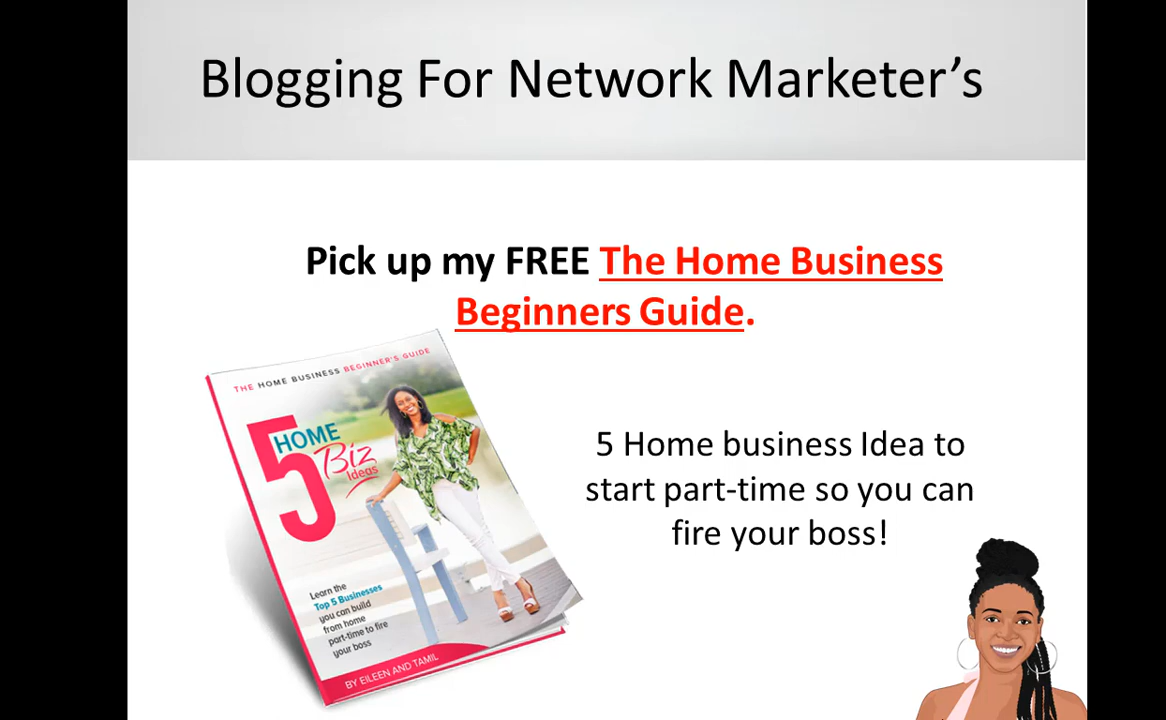 Blogging For Network Marketer’s
Pick up my FREE The Home Business
Beginners Guide.
THE HOME BUSINESS BEGINNER'S GUIDE
5 HOME
Biz
Ideas
Learn the
Top 5 Businesses
you can build
from home
part-time to fire
your boss
BY EILEEN AND TAMIL
5 Home business Idea to
start part-time so you can
fire your boss!